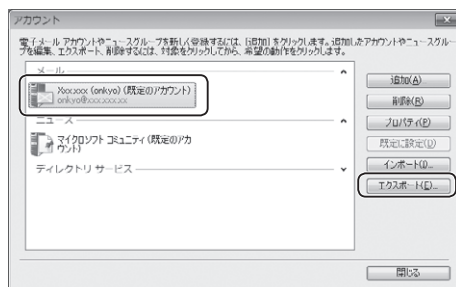 アカウント
電子メール アカウントやニュースグループを新しく登録するには、[追加] をクリックします。追加したアカウントやニュースグルー
プを編集、エクスポート、削除するには、対象をクリックしてから、希望の動作をクリックします。
メール
Xxx.xxx (onkyo) (既定のアカウント)
onkyo@xxx.xxx.xx
ニュース
マイクロソフト コミュニティ (既定のアカ
ウント)
ディレクトリ サービス
追加(A)
削除(R)
プロパティ(P)
既定に設定(D)
インポート(I)...
エクスポート(E)...
閉じる